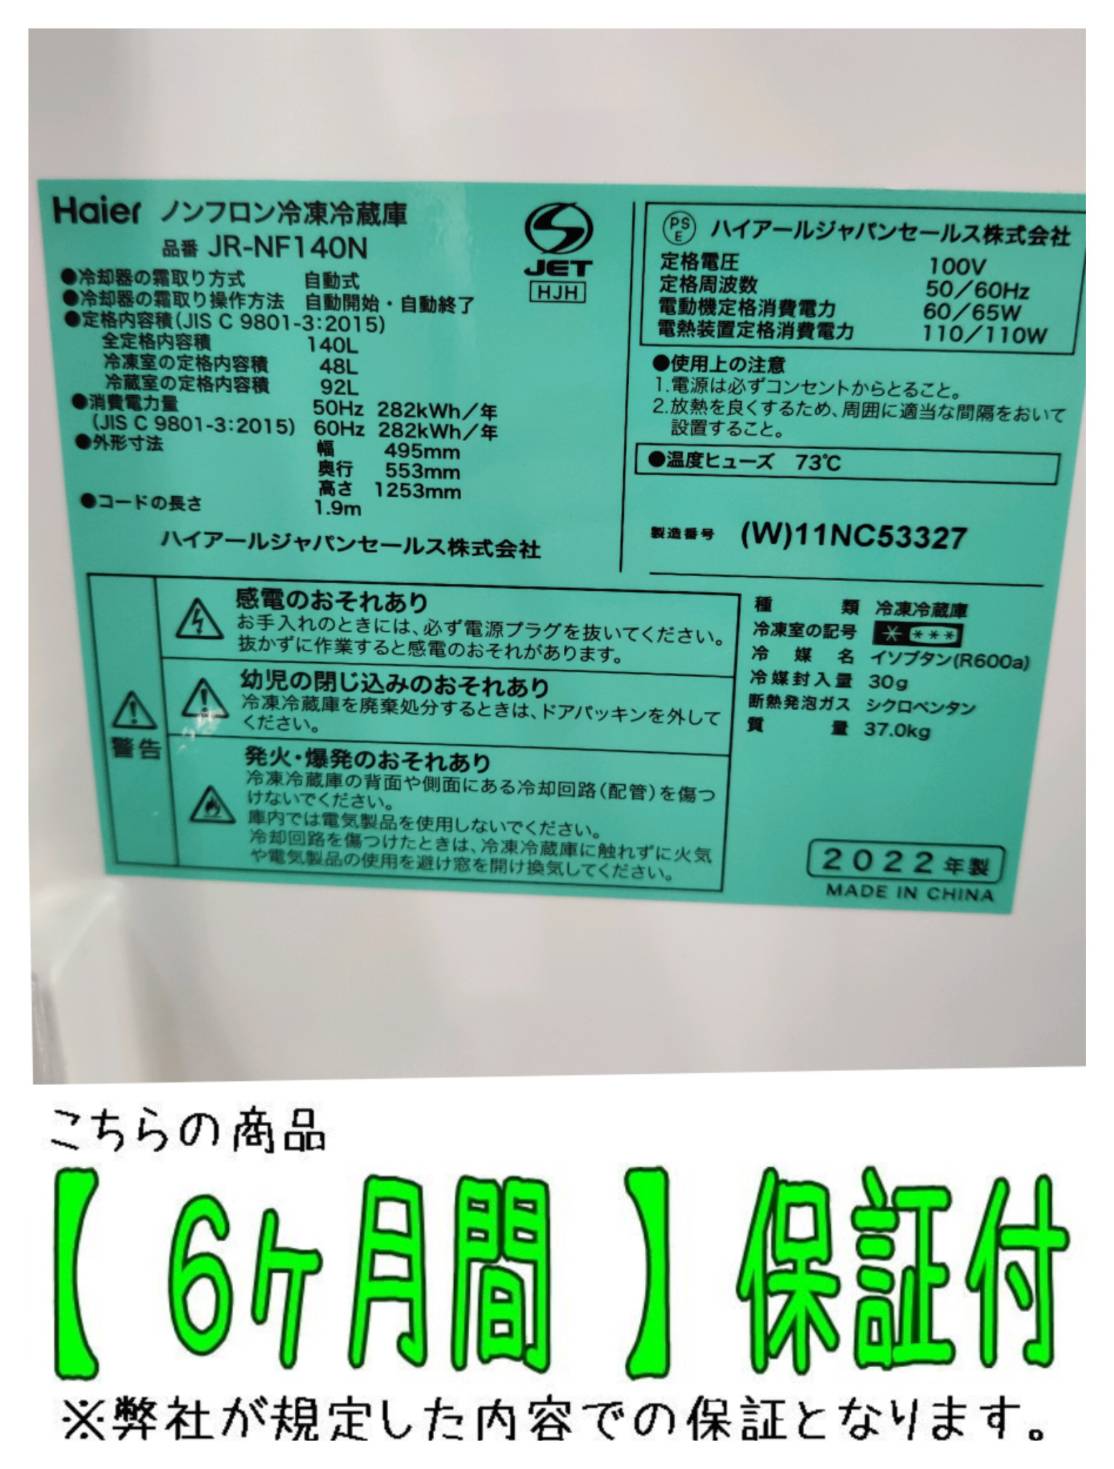 Haier ノンフロン冷凍冷蔵庫
品番 JR-NF140N
●冷却器の霜取り方式 自動式
●冷却器の霜取り操作方法 自動開始・自動終了
●定格内容積(JIS C 9801-3:2015)
全定格内容積 140L
冷凍室の定格内容積 48L
冷蔵室の定格内容積 92L
●消費電力量 50Hz 282kWh/年
(JIS C 9801-3:2015) 60Hz 282kWh/年
●外形寸法 幅 495mm
奥行 553mm
高さ 1253mm
●コードの長さ 1.9m
ハイアールジャパンセールス株式会社
JET
HJH
PS
E
ハイアールジャパンセールス株式会社
定格電圧 100V
定格周波数 50/60Hz
電動機定格消費電力 60/65W
電熱装置定格消費電力 110/110W
●使用上の注意
1.電源は必ずコンセントからとること。
2.放熱を良くするため、周囲に適当な間隔をおいて
設置すること。
●温度ヒューズ 73℃
製造番号 (W)11NC53327
警告
感電のおそれあり
お手入れのときには、必ず電源プラグを抜いてください。
抜かずに作業すると感電のおそれがあります。
幼児の閉じ込めのおそれあり
冷凍冷蔵庫を廃棄処分するときは、ドアパッキンを外して
ください。
発火・爆発のおそれあり
冷凍冷蔵庫の背面や側面にある冷却回路(配管)を傷つ
けないでください。
庫内では電気製品を使用しないでください。
冷却回路を傷つけたときは、冷凍冷蔵庫に触れずに火気
や電気製品の使用を避け窓を開け換気してください。
種類 冷凍冷蔵庫
冷凍室の記号 * ***
冷媒名 イソブタン(R600a)
冷媒封入量 30g
断熱発泡ガス シクロペンタン
質量 37.0kg
2022年製
MADE IN CHINA
こちらの商品
【 6ヶ月間 】保証付
※弊社が規定した内容での保証となります。